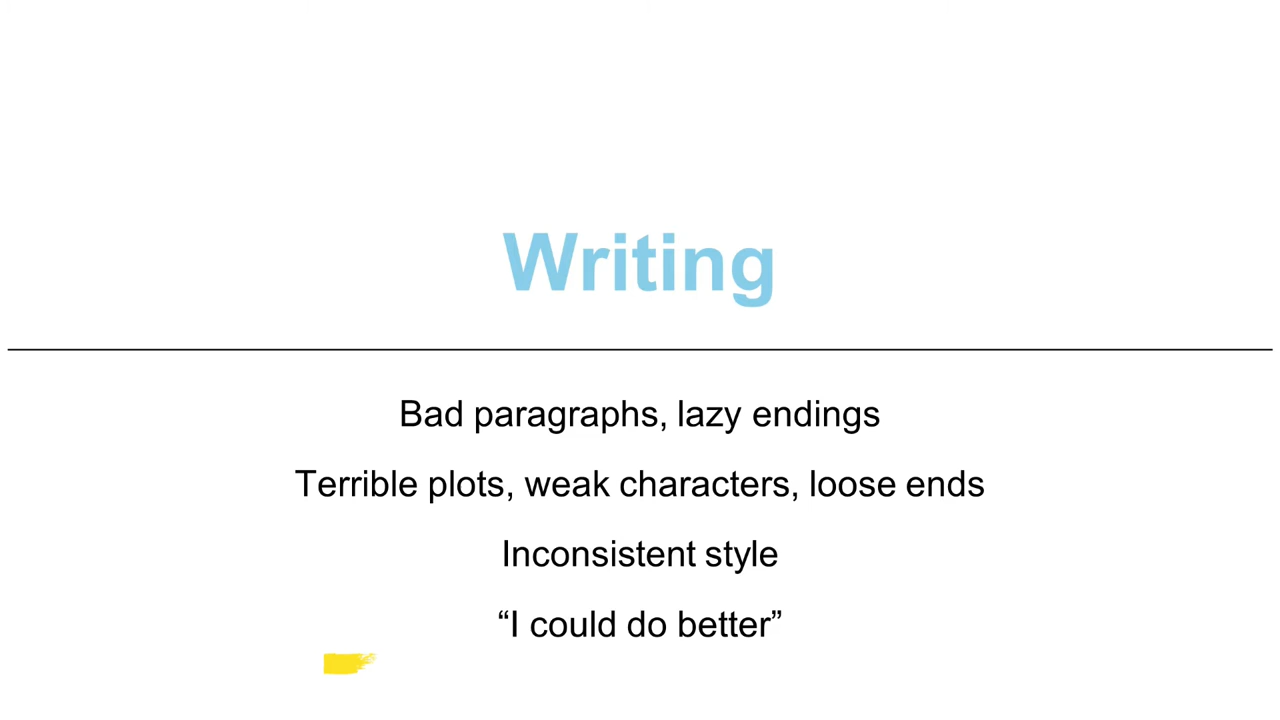 Writing
Bad paragraphs, lazy endings
Terrible plots, weak characters, loose ends
Inconsistent style
“I could do better”